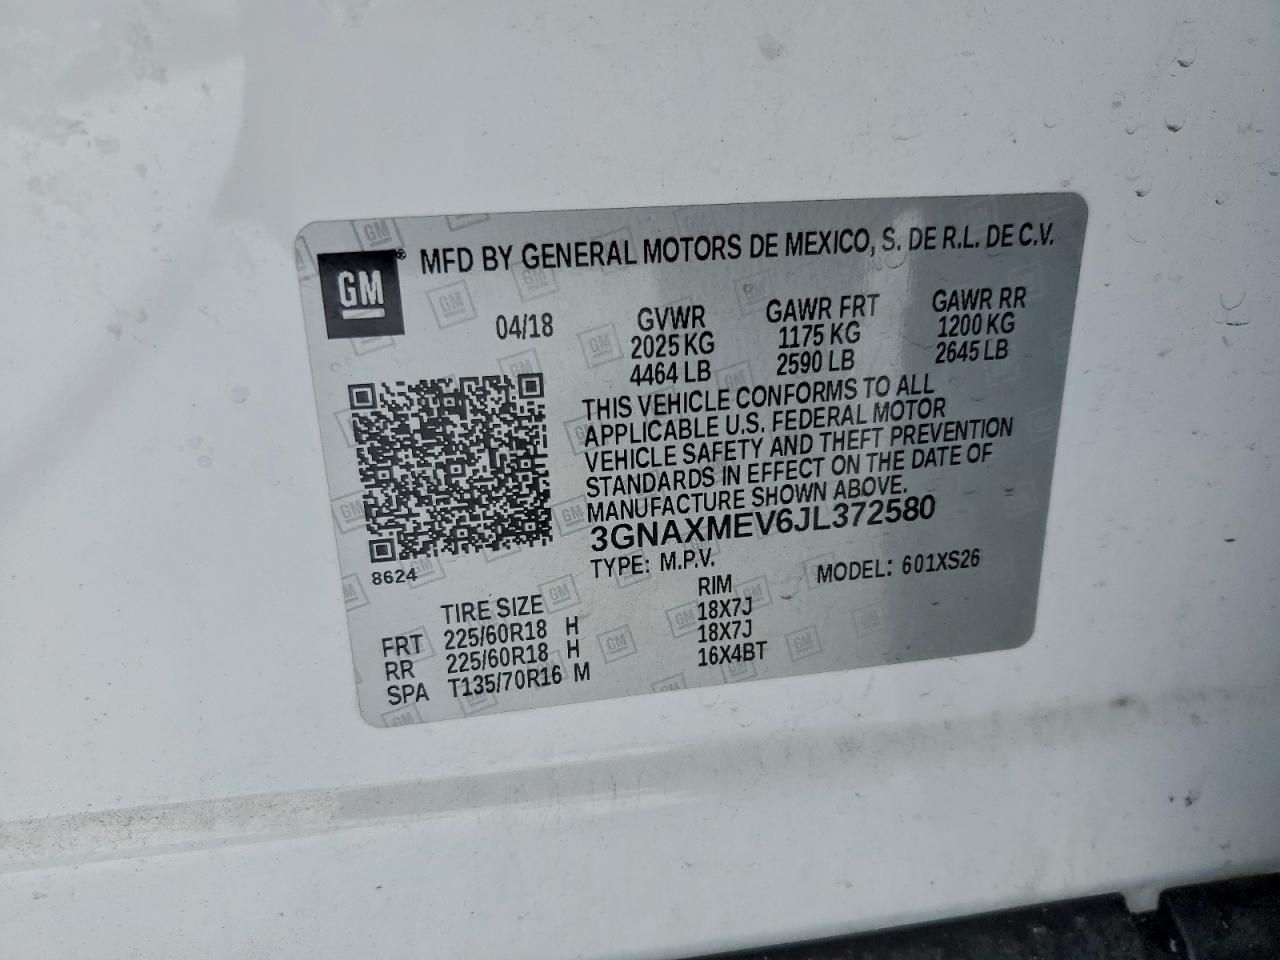 GM® MFD BY GENERAL MOTORS DE MEXICO, S. DE R.L. DE C.V.
04/18
GVWR
2025 KG
4464 LB
GAWR FRT
1175 KG
2590 LB
GAWR RR
1200 KG
2645 LB
THIS VEHICLE CONFORMS TO ALL
APPLICABLE U.S. FEDERAL MOTOR
VEHICLE SAFETY AND THEFT PREVENTION
STANDARDS IN EFFECT ON THE DATE OF
MANUFACTURE SHOWN ABOVE.
3GNAXMEV6JL372580
TYPE: M.P.V. MODEL: 601XS26
8624
TIRE SIZE RIM
FRT 225/60R18 H 18X7J
RR 225/60R18 H 18X7J
SPA T135/70R16 M 16X4BT